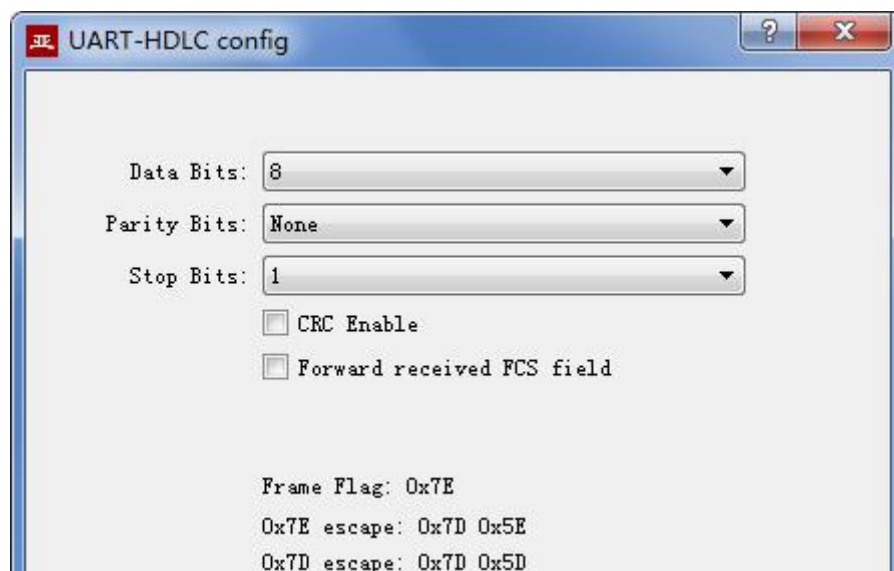 UART-HDLC config
Data Bits: 8
Parity Bits: None
Stop Bits: 1
CRC Enable
Forward received FCS field
Frame Flag: 0x7E
0x7E escape: 0x7D 0x5E
0x7D escape: 0x7D 0x5D